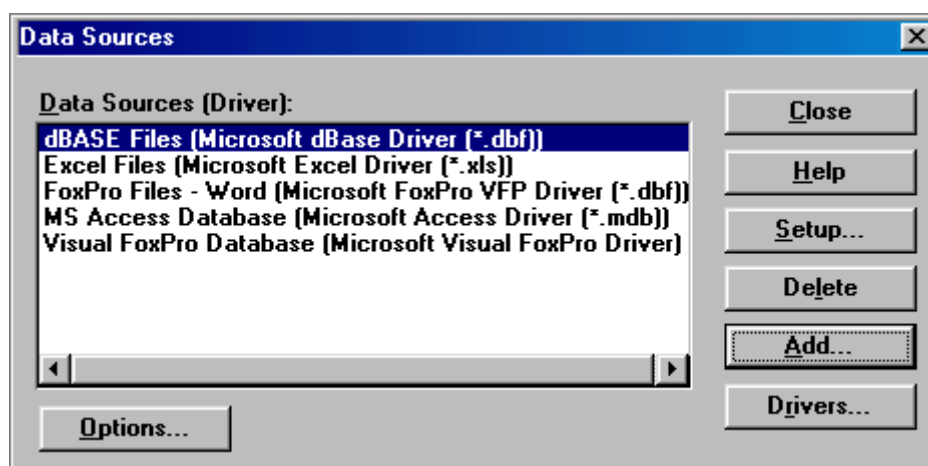 Data Sources
Data Sources (Driver):
dBASE Files (Microsoft dBase Driver (*.dbf))
Excel Files (Microsoft Excel Driver (*.xls))
FoxPro Files - Word (Microsoft FoxPro VFP Driver (*.dbf))
MS Access Database (Microsoft Access Driver (*.mdb))
Visual FoxPro Database (Microsoft Visual FoxPro Driver)
Close
Help
Setup...
Delete
Add...
Drivers...
Options...